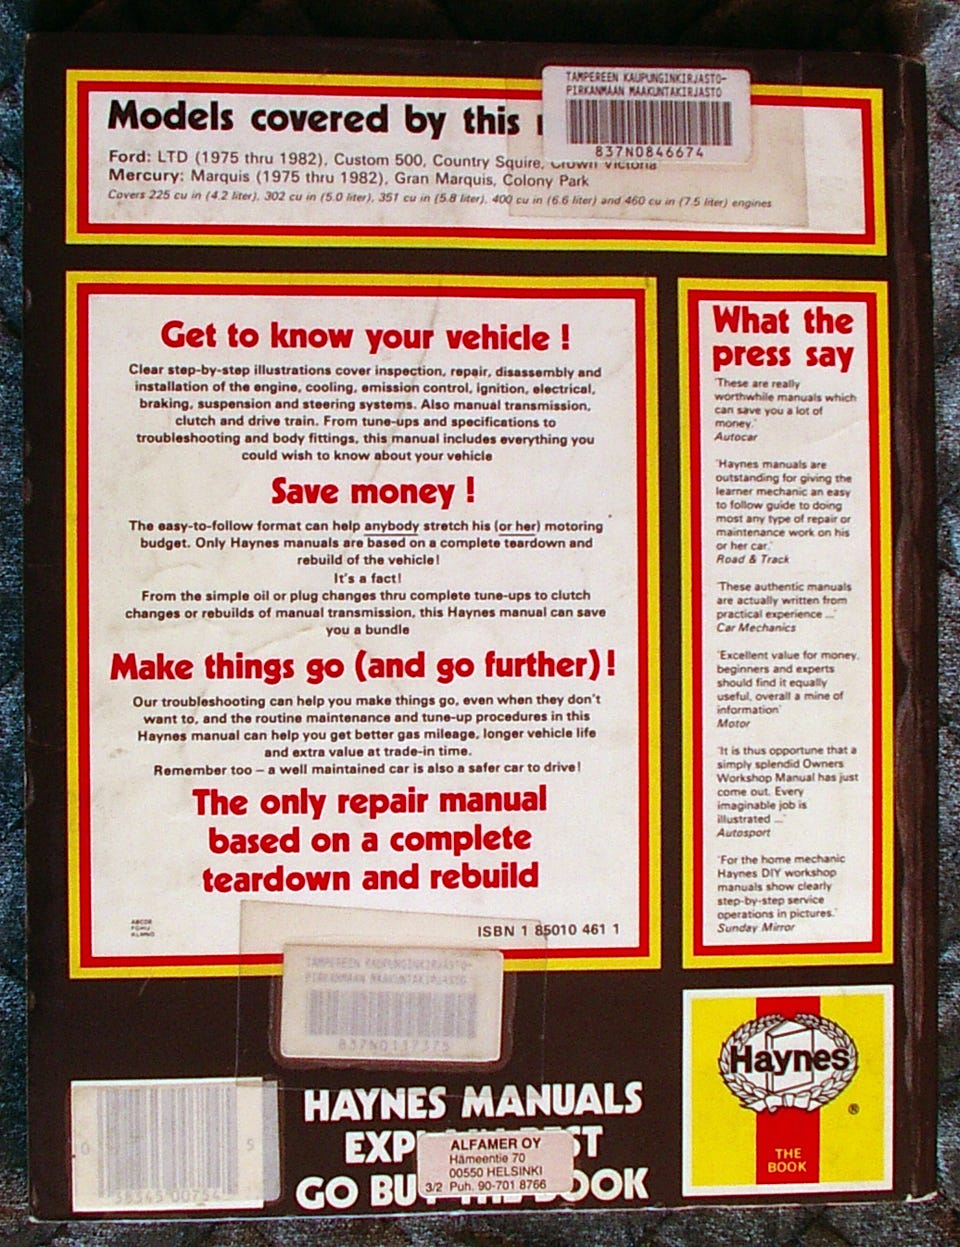 TAMPEREEN KAUPUNGINKIRJASTO-
PIRKANMAAN MAAKUNTAKIRJASTO
837N0846674
Models covered by this
Ford: LTD (1975 thru 1982), Custom 500, Country Squire, Crown Victoria
Mercury: Marquis (1975 thru 1982), Gran Marquis, Colony Park
Covers 225 cu in (4.2 liter), 302 cu in (5.0 liter), 351 cu in (5.8 liter), 400 cu in (6.6 liter) and 460 cu in (7.5 liter) engines
Get to know your vehicle !
Clear step-by-step illustrations cover inspection, repair, disassembly and
installation of the engine, cooling, emission control, ignition, electrical,
braking, suspension and steering systems. Also manual transmission,
clutch and drive train. From tune-ups and specifications to
troubleshooting and body fittings, this manual includes everything you
could wish to know about your vehicle
Save money !
The easy-to-follow format can help anybody stretch his (or her) motoring
budget. Only Haynes manuals are based on a complete teardown and
rebuild of the vehicle!
It's a fact!
From the simple oil or plug changes thru complete tune-ups to clutch
changes or rebuilds of manual transmission, this Haynes manual can save
you a bundle
Make things go (and go further) !
Our troubleshooting can help you make things go, even when they don't
want to, and the routine maintenance and tune-up procedures in this
Haynes manual can help you get better gas mileage, longer vehicle life
and extra value at trade-in time.
Remember too – a well maintained car is also a safer car to drive!
The only repair manual
based on a complete
teardown and rebuild
ABCDE
FGHIJ
KLMNO
ISBN 1 85010 461 1
What the
press say
'These are really
worthwhile manuals which
can save you a lot of
money.'
Autocar
'Haynes manuals are
outstanding for giving the
learner mechanic an easy
to follow guide to doing
most any type of repair or
maintenance work on his
or her car.'
Road & Track
'These authentic manuals
are actually written from
practical experience ...'
Car Mechanics
'Excellent value for money,
beginners and experts
should find it equally
useful, overall a mine of
information'
Motor
'It is thus opportune that a
simply splendid Owners
Workshop Manual has just
come out. Every
imaginable job is
illustrated ...'
Autosport
'For the home mechanic
Haynes DIY workshop
manuals show clearly
step-by-step service
operations in pictures.'
Sunday Mirror
TAMPEREEN KAUPUNGINKIRJASTO-
PIRKANMAAN MAAKUNTAKIRJASTO
837N0117375
0 5
38345 00754
HAYNES MANUALS
EXP ST
GO BU THE BOOK
ALFAMER OY
Hämeentie 70
00550 HELSINKI
3/2 Puh. 90-701 8766
Haynes
®
THE
BOOK